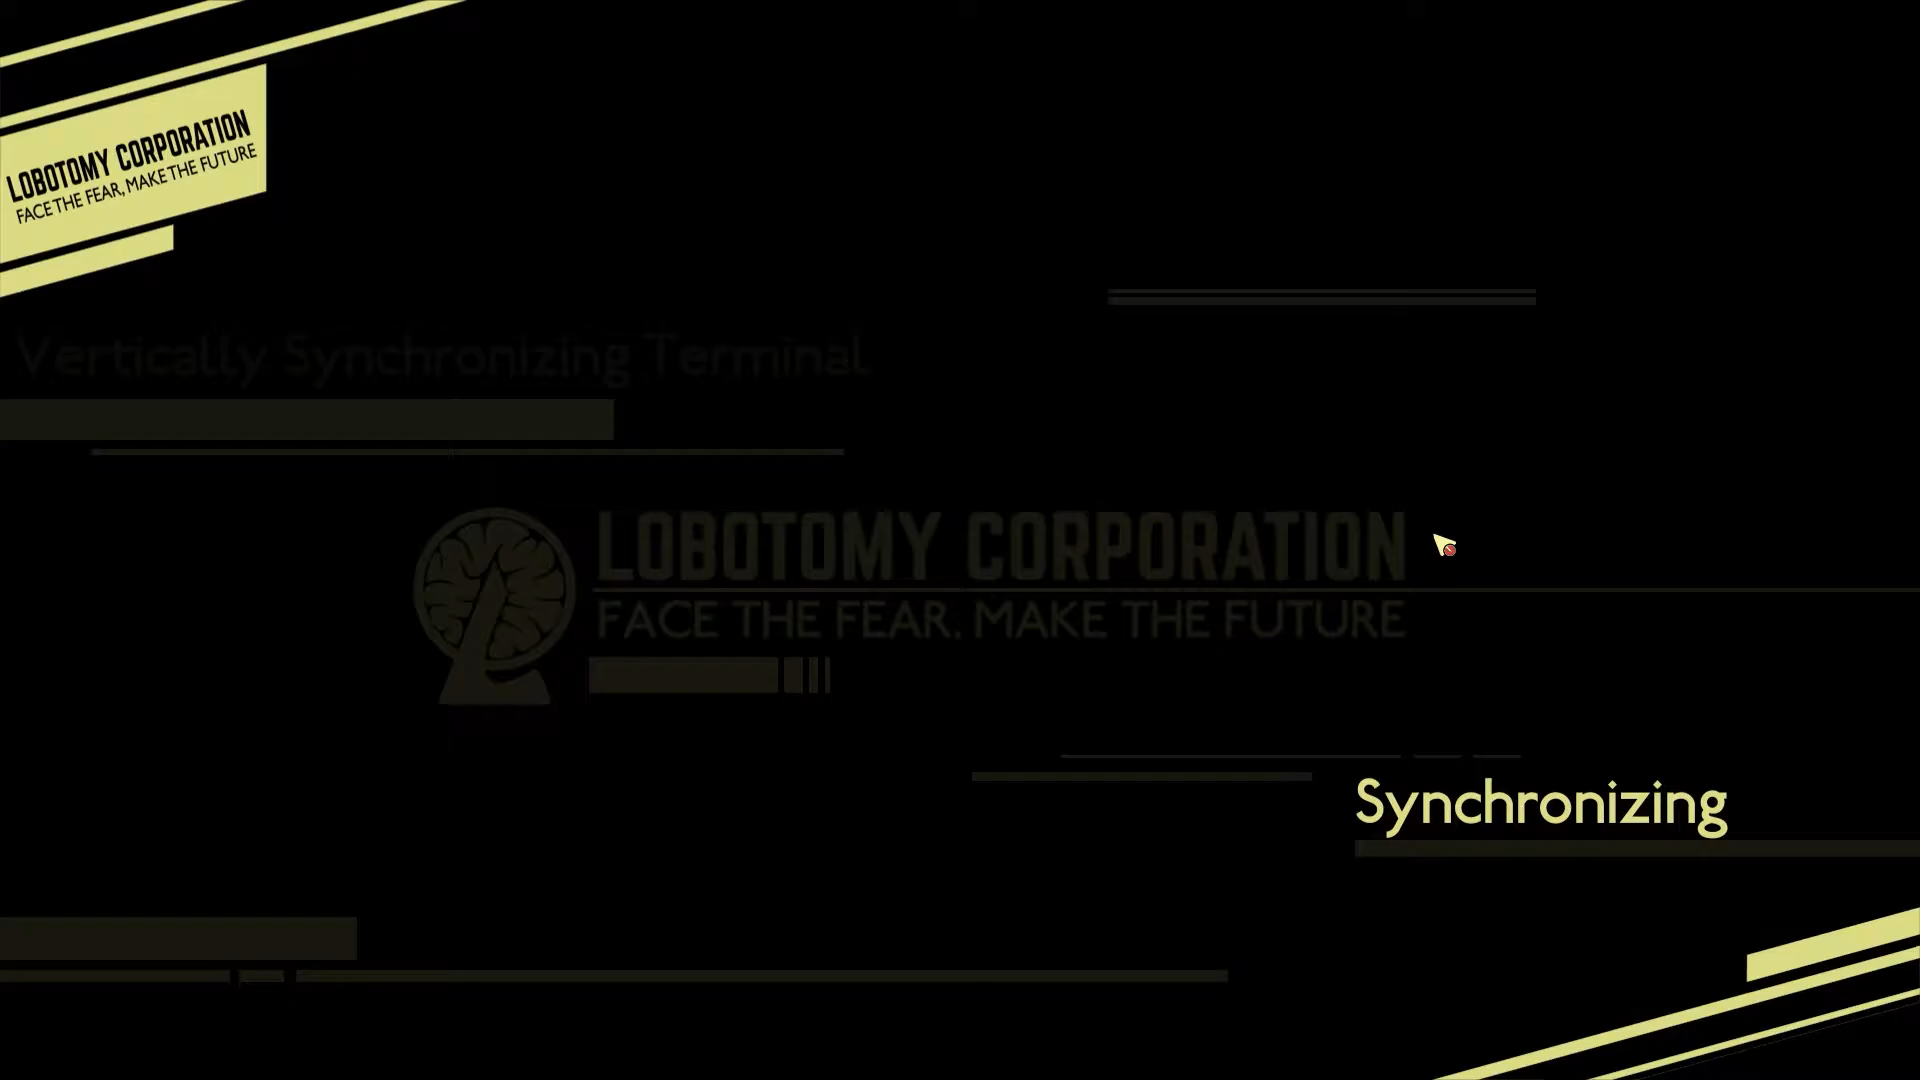 LOBOTOMY CORPORATION
FACE THE FEAR, MAKE THE FUTURE
Vertically Synchronizing Terminal
LOBOTOMY CORPORATION
FACE THE FEAR, MAKE THE FUTURE
Synchronizing